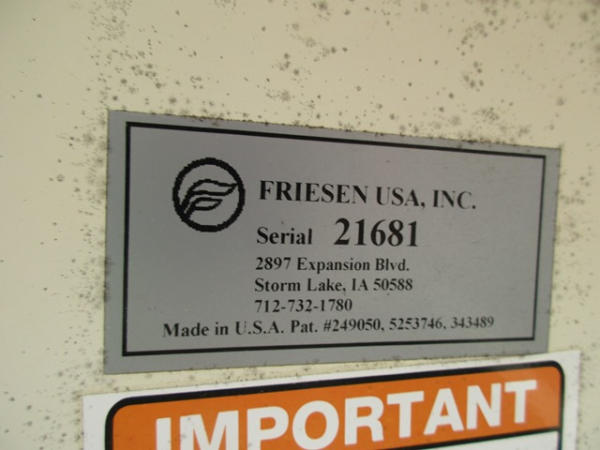 FRIESEN USA, INC.
Serial 21681
2897 Expansion Blvd.
Storm Lake, IA 50588
712-732-1780
Made in U.S.A. Pat. #249050, 5253746, 343489
IMPORTANT